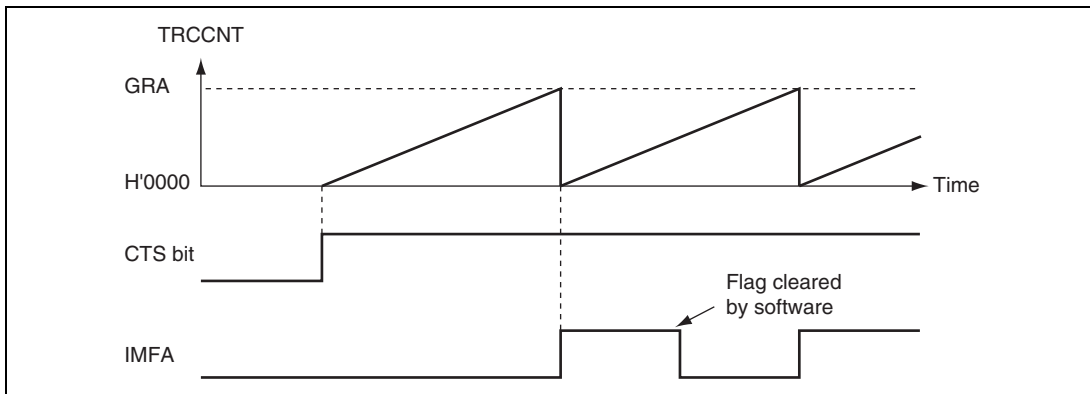 TRCCNT
GRA
H'0000
Time
CTS bit
Flag cleared
by software
IMFA